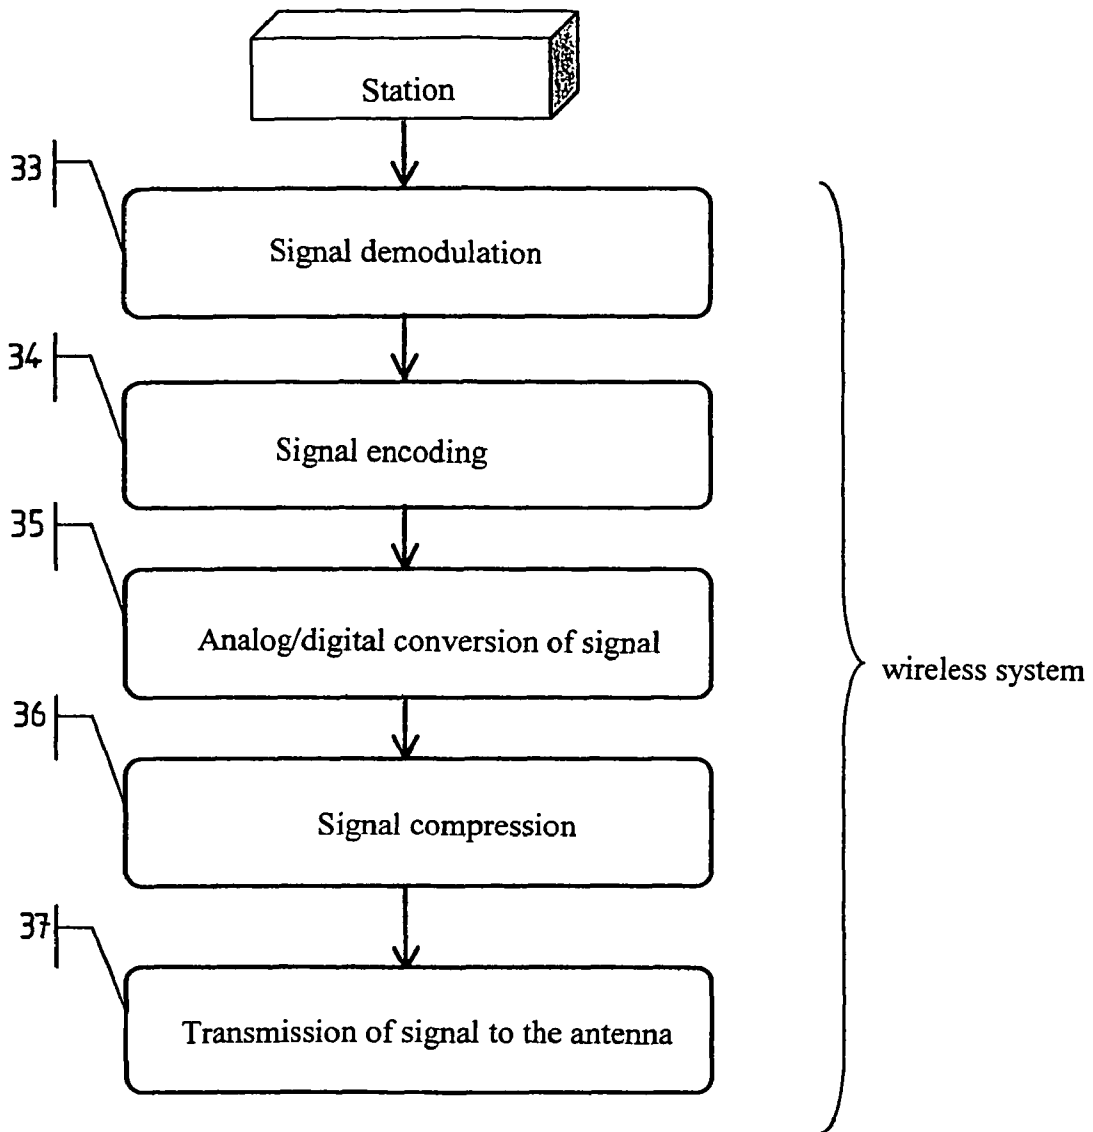 Station
33
Signal demodulation
34
Signal encoding
35
Analog/digital conversion of signal
wireless system
36
Signal compression
37
Transmission of signal to the antenna